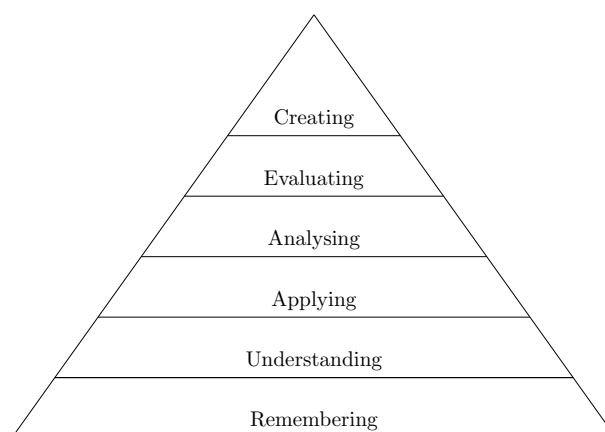 Creating
Evaluating
Analysing
Applying
Understanding
Remembering